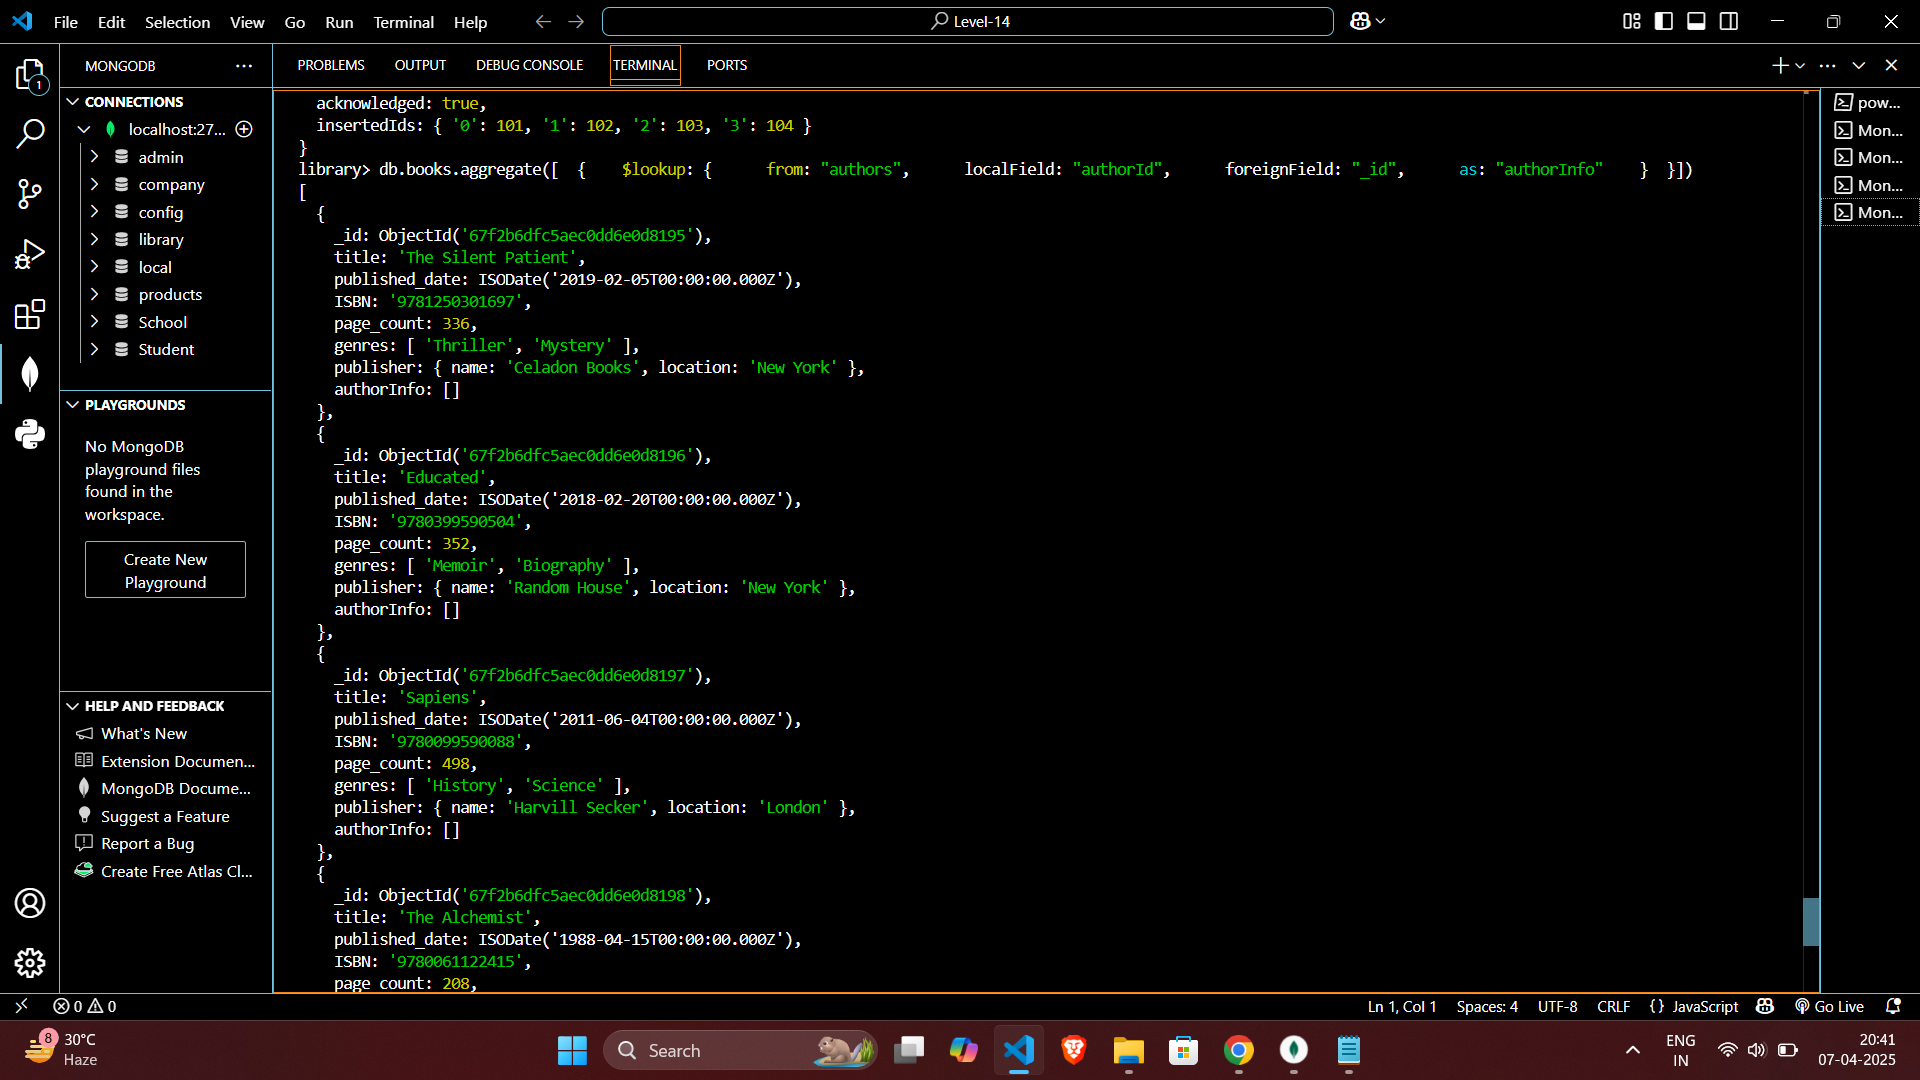 File Edit Selection View Go Run Terminal Help
Level-14
MONGODB
PROBLEMS OUTPUT DEBUG CONSOLE TERMINAL PORTS
CONNECTIONS
localhost:27...
admin
company
config
library
local
products
School
Student
PLAYGROUNDS
No MongoDB
playground files
found in the
workspace.
Create New
Playground
HELP AND FEEDBACK
What's New
Extension Documen...
MongoDB Docume...
Suggest a Feature
Report a Bug
Create Free Atlas Cl...
1
acknowledged: true,
insertedIds: { '0': 101, '1': 102, '2': 103, '3': 104 }
}
library> db.books.aggregate([ { $lookup: { from: "authors", localField: "authorId", foreignField: "_id", as: "authorInfo" } }])
[
{
_id: ObjectId('67f2b6dfc5aec0dd6e0d8195'),
title: 'The Silent Patient',
published_date: ISODate('2019-02-05T00:00:00.000Z'),
ISBN: '9781250301697',
page_count: 336,
genres: [ 'Thriller', 'Mystery' ],
publisher: { name: 'Celadon Books', location: 'New York' },
authorInfo: []
},
{
_id: ObjectId('67f2b6dfc5aec0dd6e0d8196'),
title: 'Educated',
published_date: ISODate('2018-02-20T00:00:00.000Z'),
ISBN: '9780399590504',
page_count: 352,
genres: [ 'Memoir', 'Biography' ],
publisher: { name: 'Random House', location: 'New York' },
authorInfo: []
},
{
_id: ObjectId('67f2b6dfc5aec0dd6e0d8197'),
title: 'Sapiens',
published_date: ISODate('2011-06-04T00:00:00.000Z'),
ISBN: '9780099590088',
page_count: 498,
genres: [ 'History', 'Science' ],
publisher: { name: 'Harvill Secker', location: 'London' },
authorInfo: []
},
{
_id: ObjectId('67f2b6dfc5aec0dd6e0d8198'),
title: 'The Alchemist',
published_date: ISODate('1988-04-15T00:00:00.000Z'),
ISBN: '9780061122415',
page_count: 208,
pow...
Mon...
Mon...
Mon...
Mon...
0 0
Ln 1, Col 1 Spaces: 4 UTF-8 CRLF {} JavaScript Go Live
8
30°C
Haze
Search
ENG
IN
20:41
07-04-2025